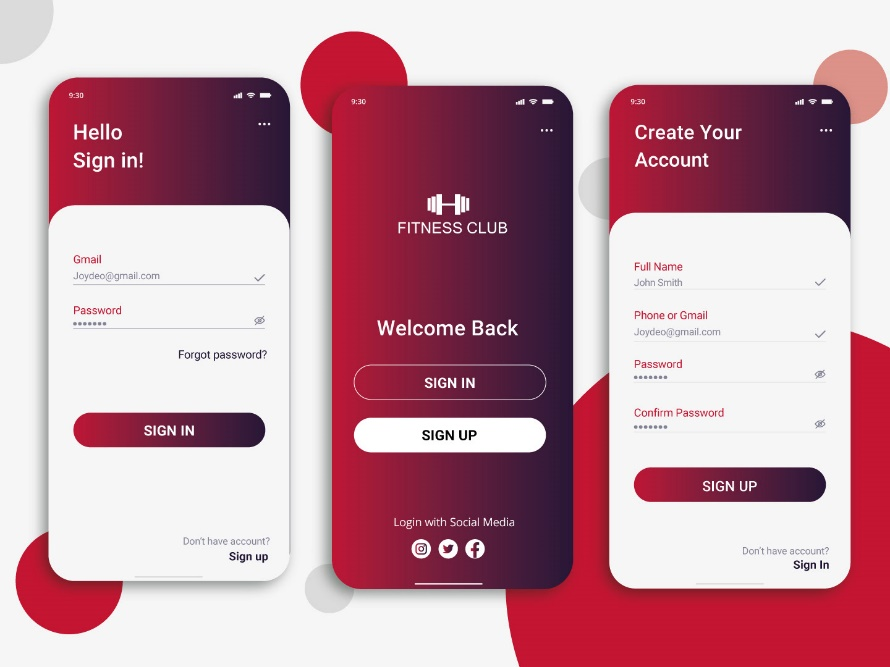 9:30
Hello
Sign in!
Gmail
Joydeo@gmail.com
Password
Forgot password?
SIGN IN
Don't have account?
Sign up
9:30
FITNESS CLUB
Welcome Back
SIGN IN
SIGN UP
Login with Social Media
9:30
Create Your
Account
Full Name
John Smith
Phone or Gmail
Joydeo@gmail.com
Password
Confirm Password
SIGN UP
Don't have account?
Sign In